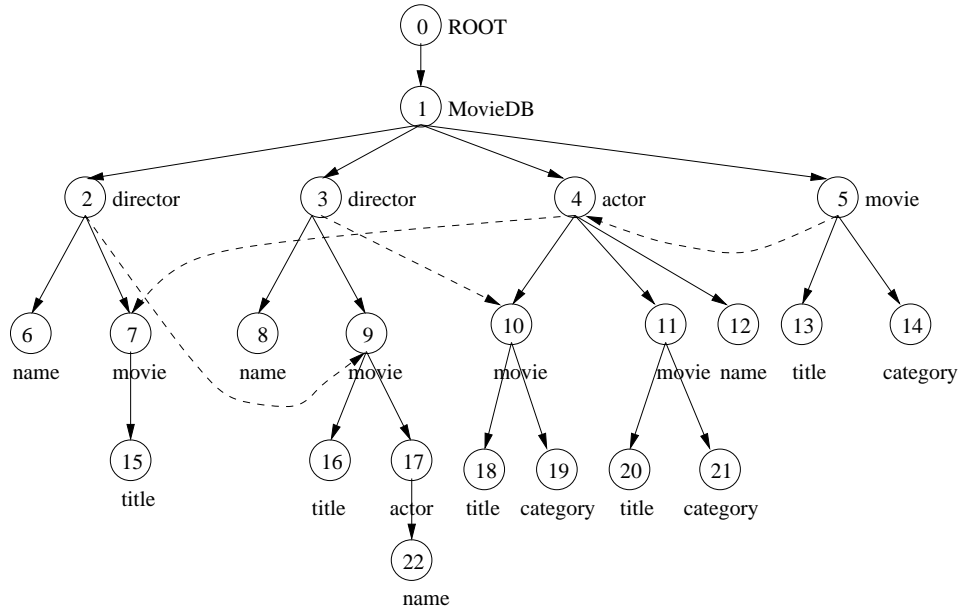 0 ROOT
1 MovieDB
2 director 3 director 4 actor 5 movie
6 7 8 9 10 11 12 13 14
name movie name movie movie movie name title category
15 16 17 18 19 20 21
title title actor title category title category
22
name